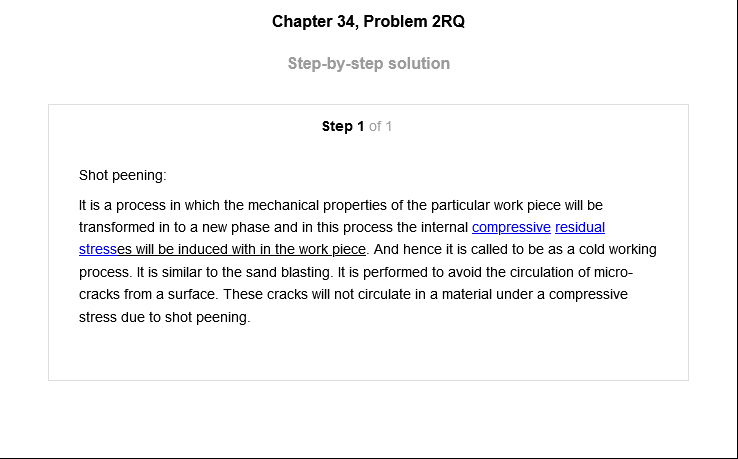 Chapter 34, Problem 2RQ
Step-by-step solution
Step 1 of 1
Shot peening:
It is a process in which the mechanical properties of the particular work piece will be
transformed in to a new phase and in this process the internal compressive residual
stresses will be induced with in the work piece. And hence it is called to be as a cold working
process. It is similar to the sand blasting. It is performed to avoid the circulation of micro-
cracks from a surface. These cracks will not circulate in a material under a compressive
stress due to shot peening.